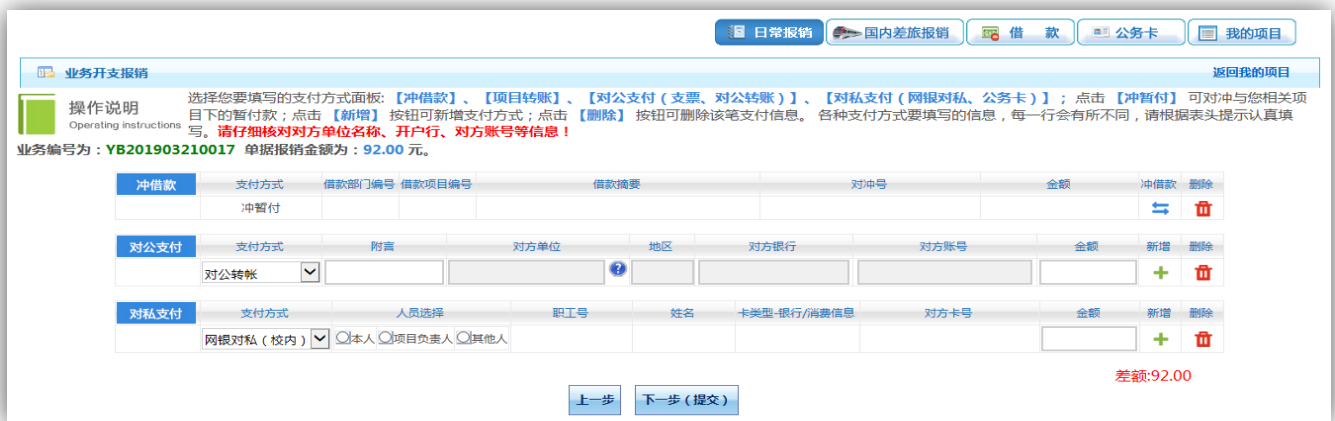 日常报销 国内差旅报销 借 款 公务卡 我的项目
业务开支报销 返回我的项目
操作说明
Operating instructions
选择您要填写的支付方式面板:【冲借款】、【项目转账】、【对公支付(支票、对公转账)】、【对私支付(网银对私、公务卡)】;点击【冲暂付】可对冲与您相关项
目下的暂付款;点击【新增】按钮可新增支付方式;点击【删除】按钮可删除该笔支付信息。各种支付方式要填写的信息,每一行会有所不同,请根据表头提示认真填
写。请仔细核对对方单位名称、开户行、对方账号等信息!
业务编号为:YB201903210017 单据报销金额为:92.00 元。
冲借款 支付方式 借款部门编号 借款项目编号 借款摘要 对冲号 金额 冲借款 删除
冲暂付
对公支付 支付方式 附言 对方单位 地区 对方银行 对方账号 金额 新增 删除
对公转帐
对私支付 支付方式 人员选择 职工号 姓名 卡类型-银行/消费信息 对方卡号 金额 新增 删除
网银对私(校内) 本人 项目负责人 其他人
差额:92.00
上一步 下一步(提交)